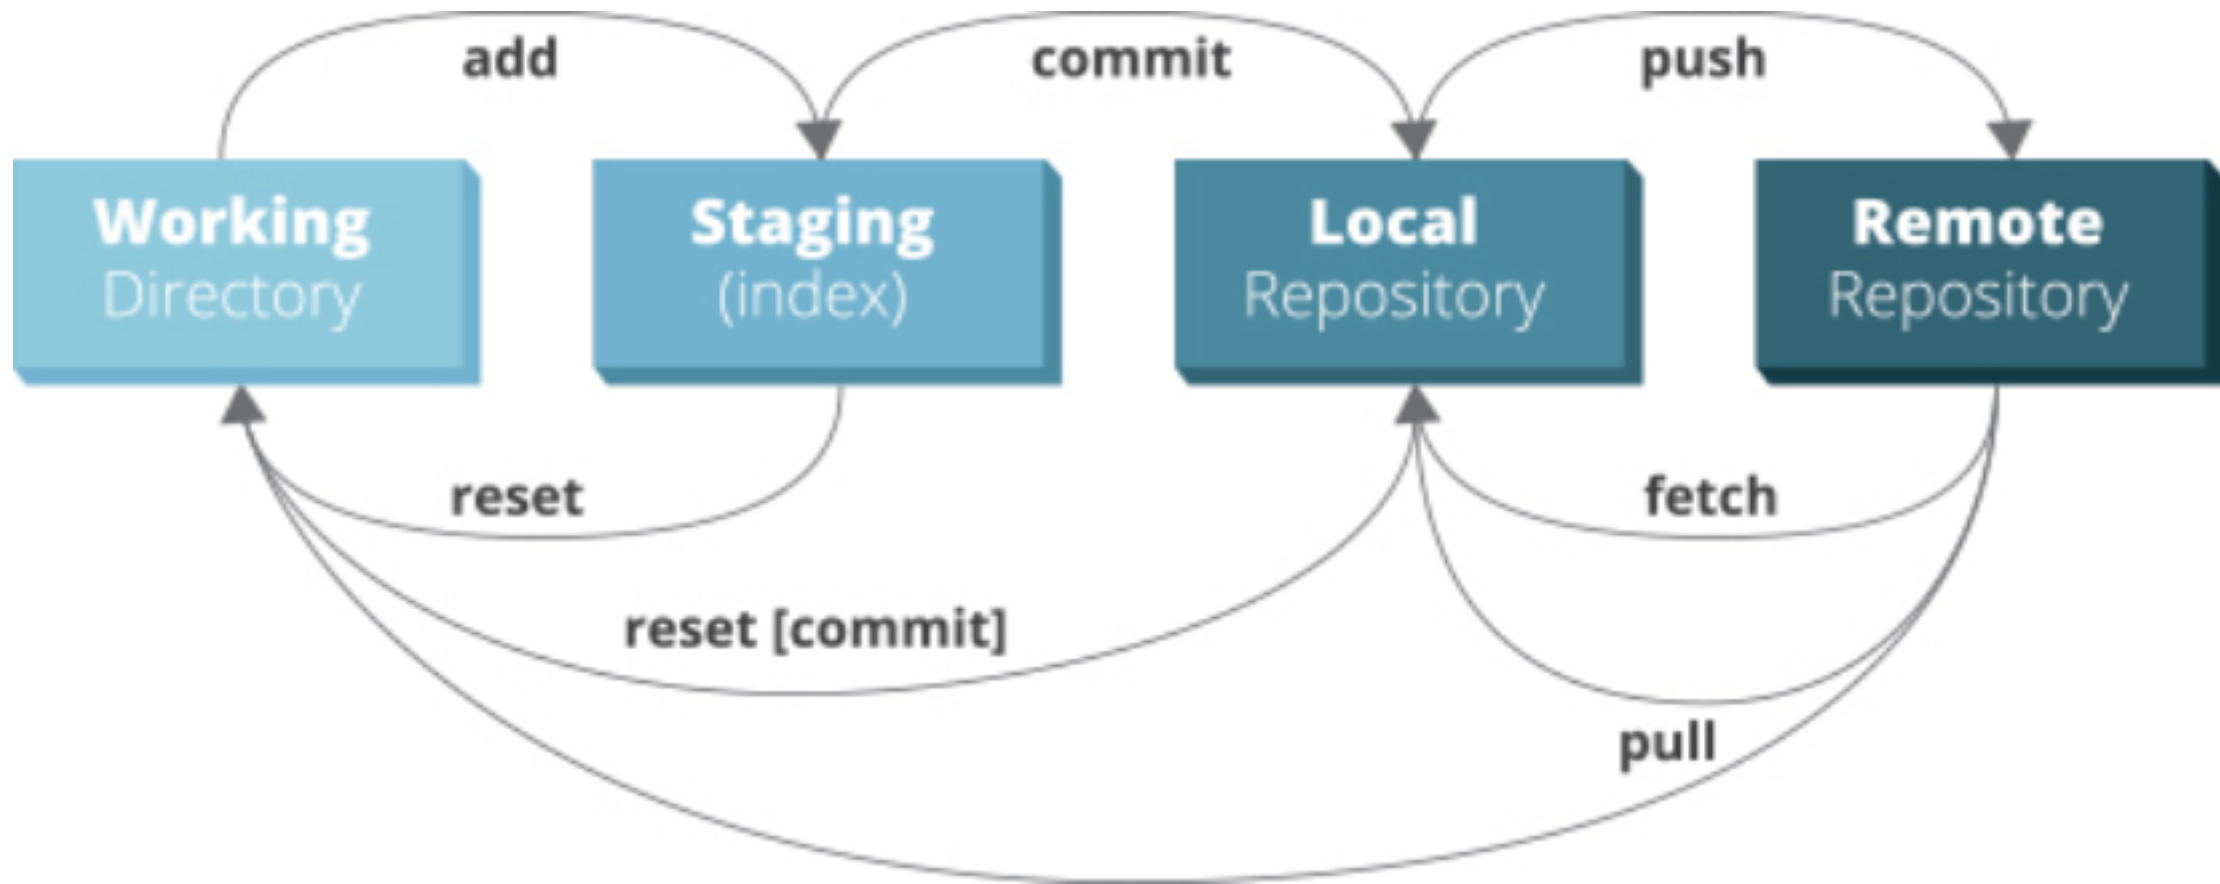 add
commit
push
Working
Directory
Staging
(index)
Local
Repository
Remote
Repository
reset
fetch
reset [commit]
pull